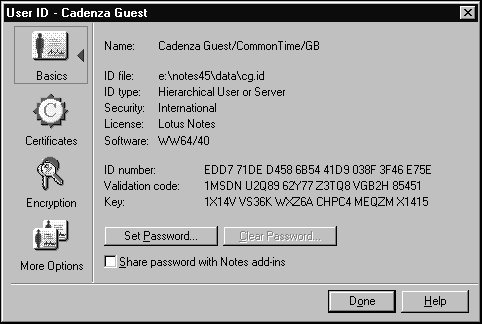 User ID - Cadenza Guest
Basics
Certificates
Encryption
More Options
Name: Cadenza Guest/CommonTime/GB
ID file: e:\notes45\data\cg.id
ID type: Hierarchical User or Server
Security: International
License: Lotus Notes
Software: WW64/40
ID number: EDD7 71DE D458 6B54 41D9 038F 3F46 E75E
Validation code: 1MSDN U2Q89 62Y77 Z3TQ8 VGB2H 85451
Key: 1X14V VS36K WXZ6A CHPC4 MEQZM X1415
Set Password... Clear Password...
Share password with Notes add-ins
Done Help